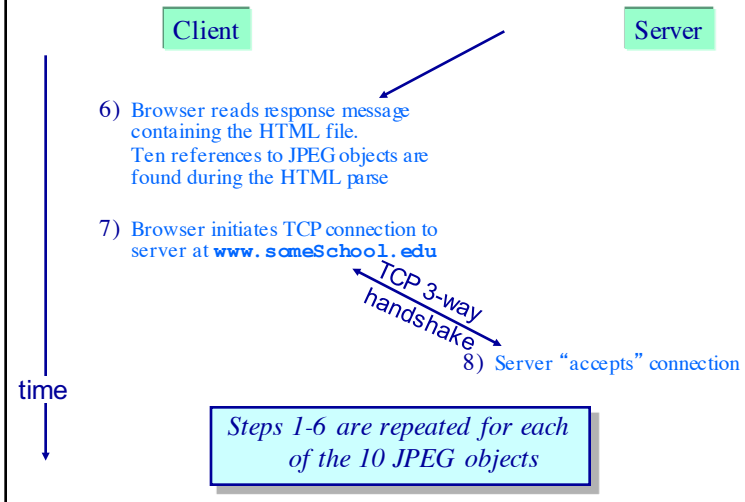 Client
Server
6) Browser reads response message
containing the HTML file.
Ten references to JPEG objects are
found during the HTML parse
7) Browser initiates TCP connection to
server at www.someSchool.edu
TCP 3-way
handshake
8) Server “accepts” connection
time
Steps 1-6 are repeated for each
of the 10 JPEG objects